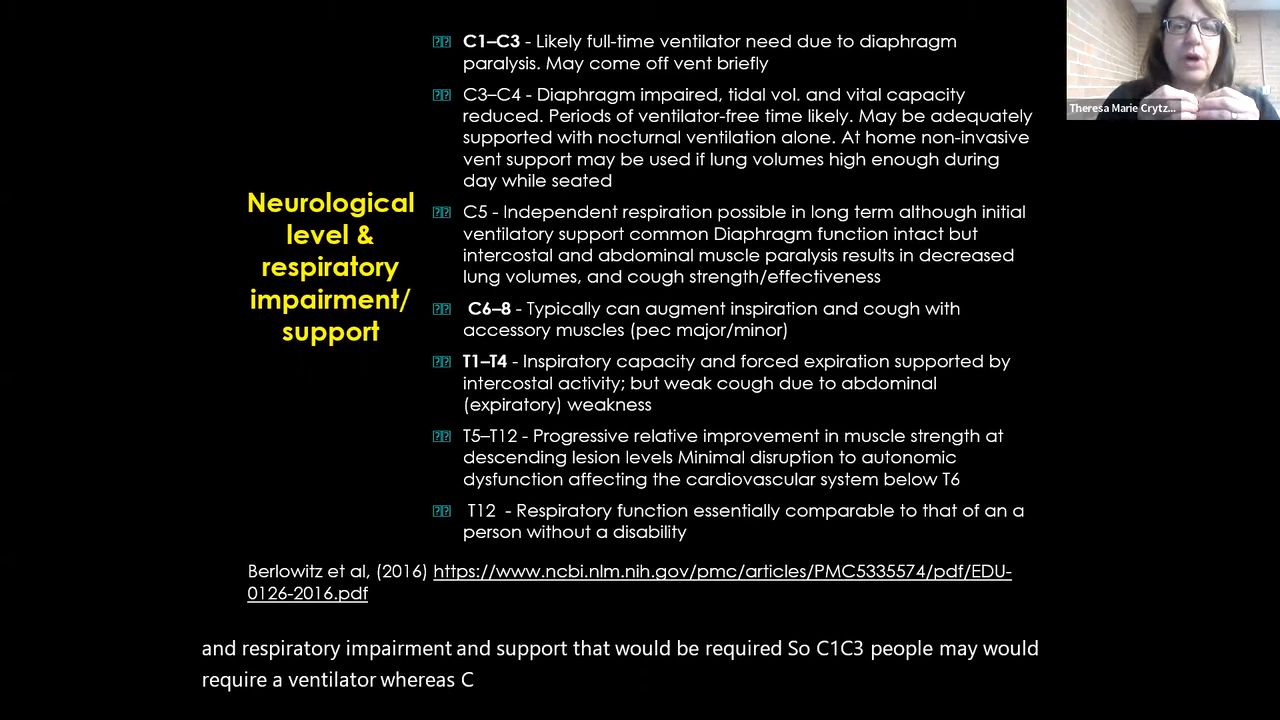 Neurological
level &
respiratory
impairment/
support
C1–C3 - Likely full-time ventilator need due to diaphragm
paralysis. May come off vent briefly
C3–C4 - Diaphragm impaired, tidal vol. and vital capacity
reduced. Periods of ventilator-free time likely. May be adequately
supported with nocturnal ventilation alone. At home non-invasive
vent support may be used if lung volumes high enough during
day while seated
C5 - Independent respiration possible in long term although initial
ventilatory support common Diaphragm function intact but
intercostal and abdominal muscle paralysis results in decreased
lung volumes, and cough strength/effectiveness
C6–8 - Typically can augment inspiration and cough with
accessory muscles (pec major/minor)
T1–T4 - Inspiratory capacity and forced expiration supported by
intercostal activity; but weak cough due to abdominal
(expiratory) weakness
T5–T12 - Progressive relative improvement in muscle strength at
descending lesion levels Minimal disruption to autonomic
dysfunction affecting the cardiovascular system below T6
T12 - Respiratory function essentially comparable to that of an a
person without a disability
Berlowitz et al, (2016) https://www.ncbi.nlm.nih.gov/pmc/articles/PMC5335574/pdf/EDU-
0126-2016.pdf
Theresa Marie Crytz...
and respiratory impairment and support that would be required So C1C3 people may would
require a ventilator whereas C